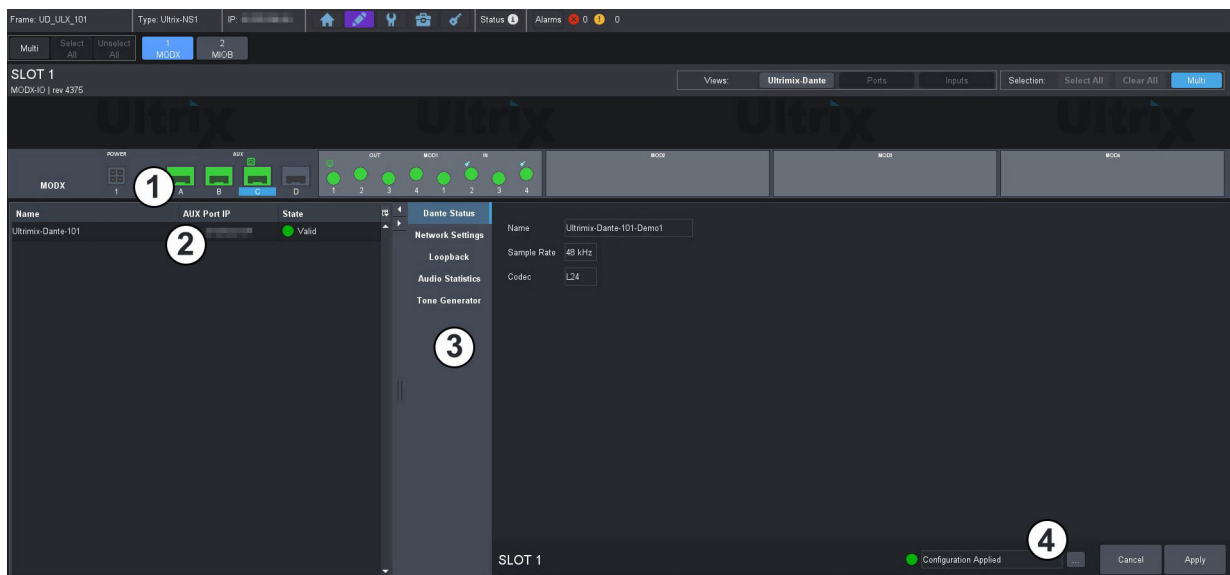 Frame: UD_ULX_101 Type: Ultrix-NS1 IP: Status Alarms 0 0
Multi Select All Unselect All 1 MODX 2 MIOB
SLOT 1
MODX-IO | rev 4375
Views: Ultrimix-Dante Ports Inputs Selection: Select All Clear All Multi
Ultrix Ultrix Ultrix Ultrix
POWER AUX OUT MOD1 IN MOD2 MOD3 MOD4
MODX 1 A B C D 1 2 3 4 1 2 3 4
1
Name AUX Port IP State
Ultrimix-Dante-101 Valid
2
Dante Status
Network Settings
Loopback
Audio Statistics
Tone Generator
3
Name Ultrimix-Dante-101-Demo1
Sample Rate 48 kHz
Codec L24
4
SLOT 1 Configuration Applied ... Cancel Apply